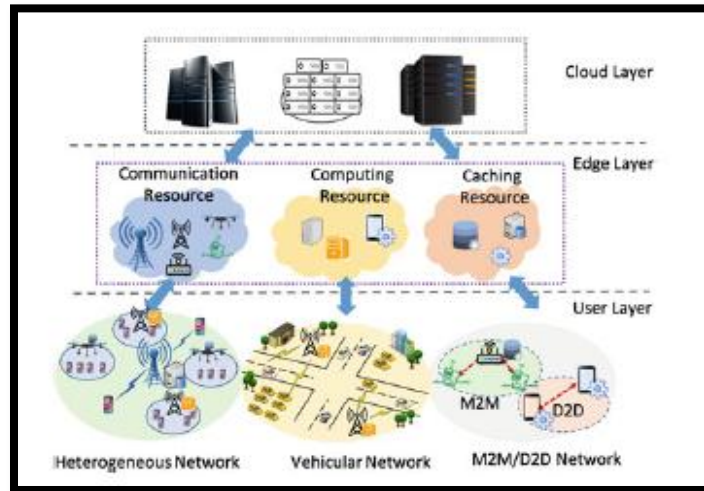 Cloud Layer
Edge Layer
Communication
Resource
Computing
Resource
Caching
Resource
User Layer
M2M
D2D
Heterogeneous Network
Vehicular Network
M2M/D2D Network